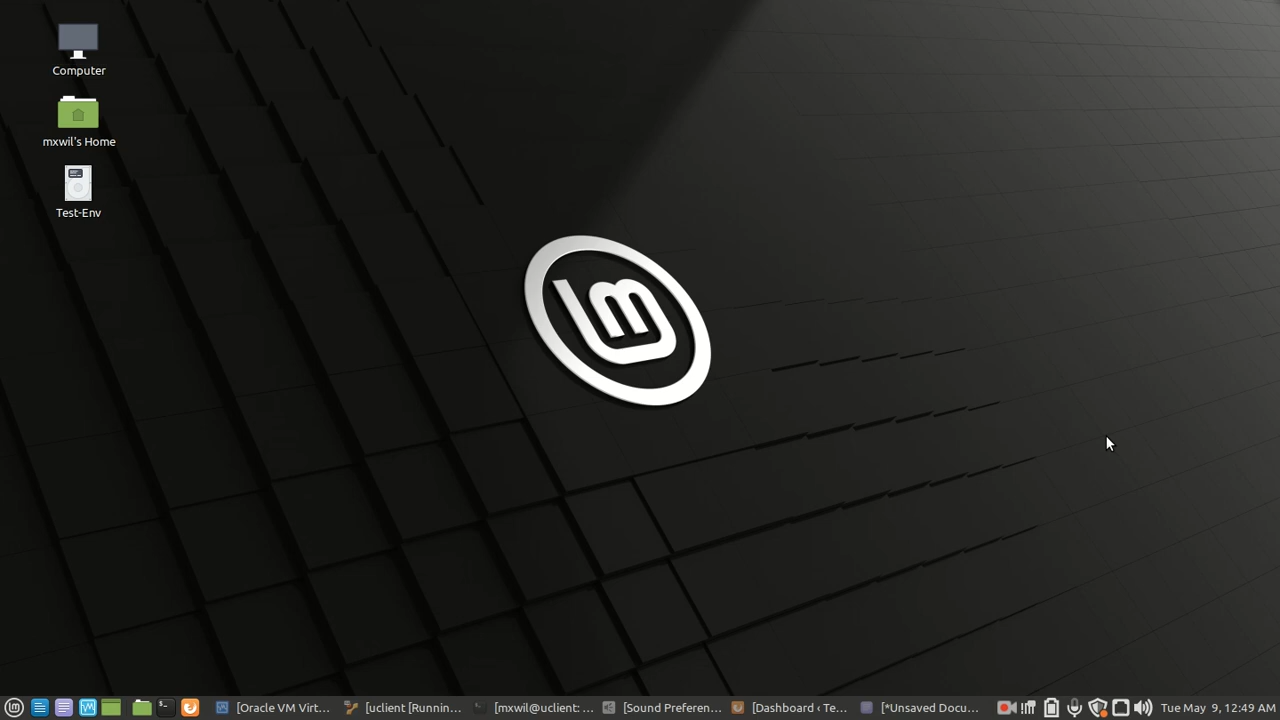 Computer
mxwil's Home
Test-Env
[Oracle VM Virt... [uclient [Runnin... [mxwil@uclient: ... [Sound Preferen... [Dashboard ‹ Te... [*Unsaved Docu... Tue May 9, 12:49 AM